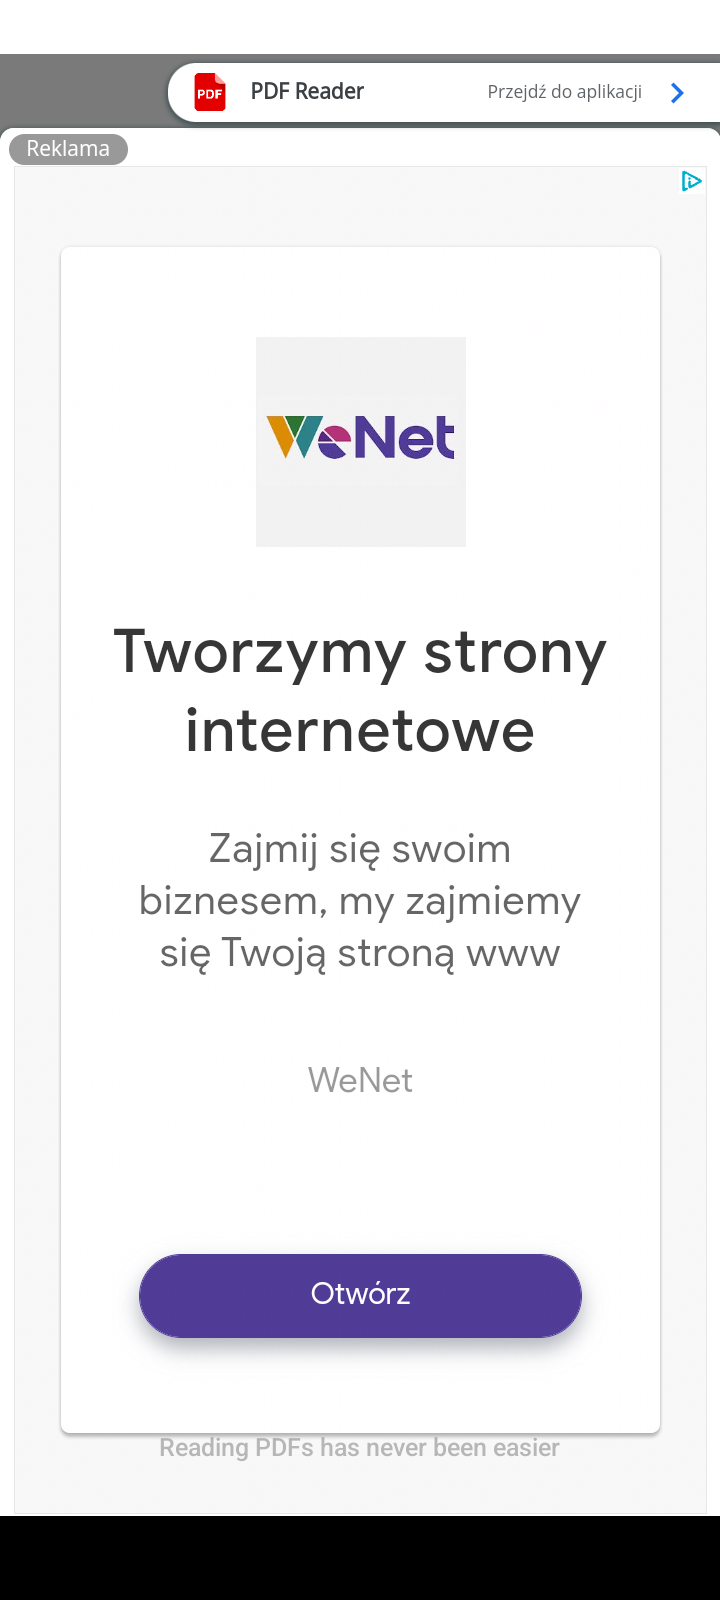 PDF
PDF Reader
Przejdź do aplikacji
Reklama
WeNet
Tworzymy strony
internetowe
Zajmij się swoim
biznesem, my zajmiemy
się Twoją stroną www
WeNet
Otwórz
Reading PDFs has never been easier